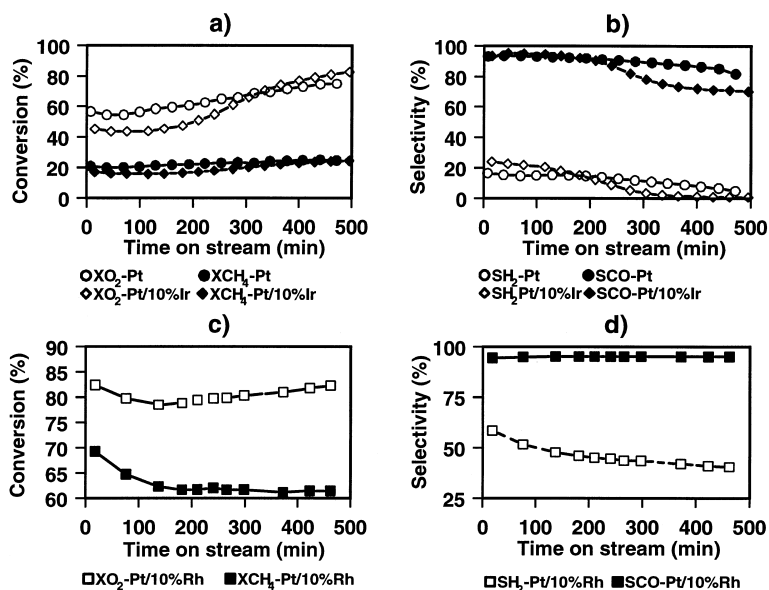 a)
Conversion (%)
100
80
60
40
20
0
0 100 200 300 400 500
Time on stream (min)
XO2-Pt XCH4-Pt
XO2-Pt/10%Ir XCH4-Pt/10%Ir
b)
Selectivity (%)
100
80
60
40
20
0
0 100 200 300 400 500
Time on stream (min)
SH2-Pt SCO-Pt
SH2Pt/10%Ir SCO-Pt/10%Ir
c)
Conversion (%)
90
85
80
75
70
65
60
0 100 200 300 400 500
Time on stream (min)
XO2-Pt/10%Rh XCH4-Pt/10%Rh
d)
Selectivity (%)
100
75
50
25
0 100 200 300 400 500
Time on stream (min)
SH2-Pt/10%Rh SCO-Pt/10%Rh